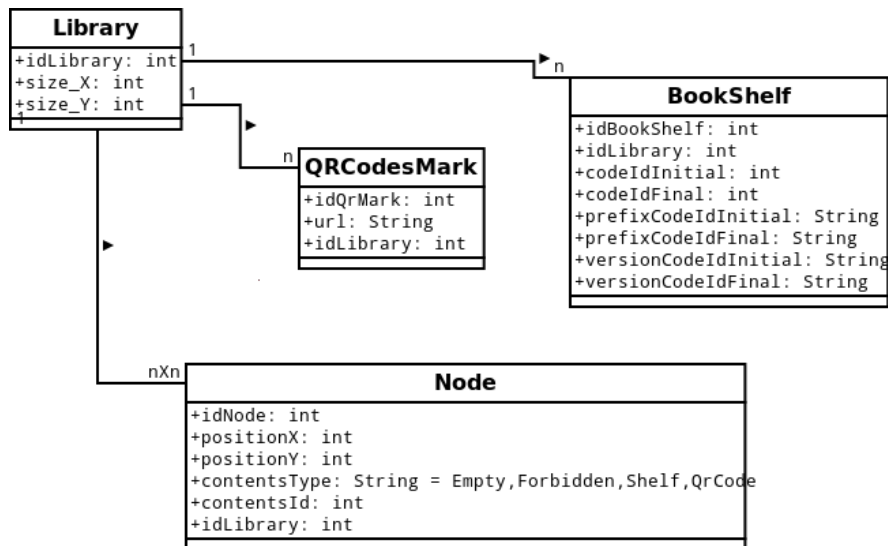 Library
+idLibrary: int
+size_X: int
+size_Y: int
1
1
n
1
n
BookShelf
+idBookShelf: int
+idLibrary: int
+codeIdInitial: int
+codeIdFinal: int
+prefixCodeIdInitial: String
+prefixCodeIdFinal: String
+versionCodeIdInitial: String
+versionCodeIdFinal: String
QRCodesMark
+idQrMark: int
+url: String
+idLibrary: int
nXn
Node
+idNode: int
+positionX: int
+positionY: int
+contentsType: String = Empty,Forbidden,Shelf,QrCode
+contentsId: int
+idLibrary: int